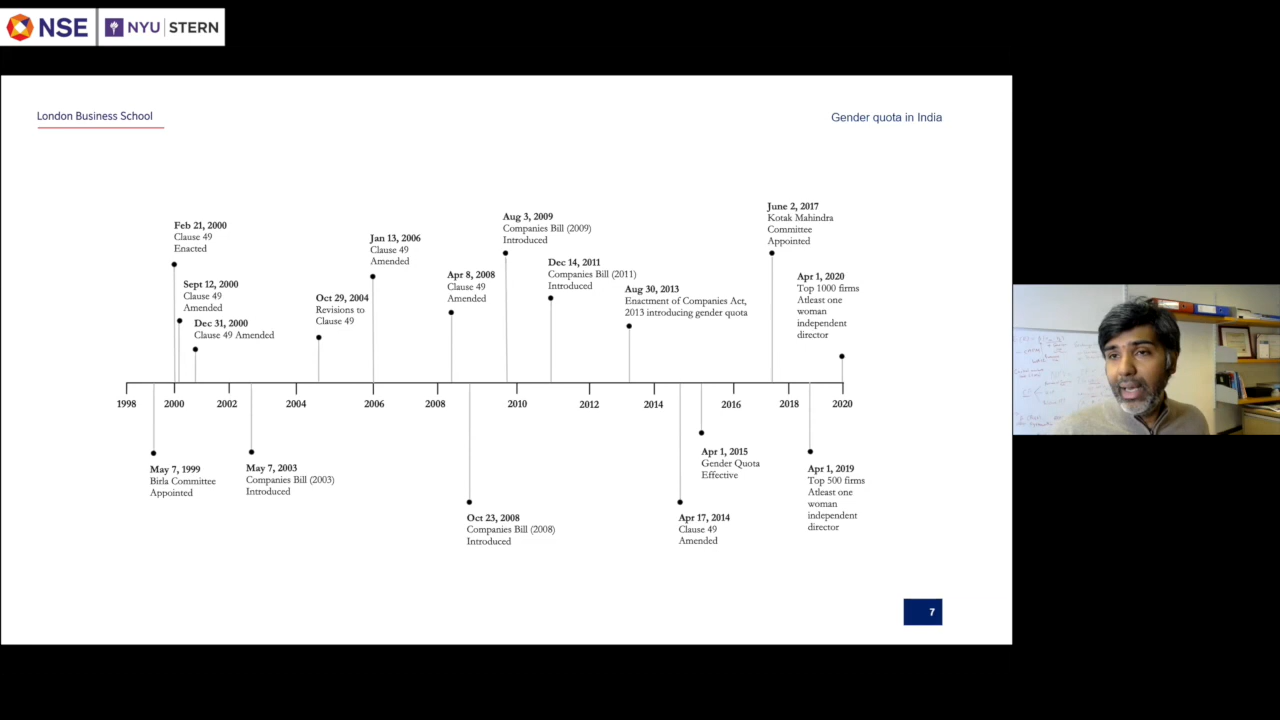 NSE NYU STERN
London Business School
Gender quota in India
Feb 21, 2000
Clause 49
Enacted
Sept 12, 2000
Clause 49
Amended
Dec 31, 2000
Clause 49 Amended
Oct 29, 2004
Revisions to
Clause 49
Jan 13, 2006
Clause 49
Amended
Apr 8, 2008
Clause 49
Amended
Aug 3, 2009
Companies Bill (2009)
Introduced
Dec 14, 2011
Companies Bill (2011)
Introduced
Aug 30, 2013
Enactment of Companies Act,
2013 introducing gender quota
June 2, 2017
Kotak Mahindra
Committee
Appointed
Apr 1, 2020
Top 1000 firms
Atleast one
woman
independent
director
1998 2000 2002 2004 2006 2008 2010 2012 2014 2016 2018 2020
May 7, 1999
Birla Committee
Appointed
May 7, 2003
Companies Bill (2003)
Introduced
Oct 23, 2008
Companies Bill (2008)
Introduced
Apr 17, 2014
Clause 49
Amended
Apr 1, 2015
Gender Quota
Effective
Apr 1, 2019
Top 500 firms
Atleast one
woman
independent
director
7